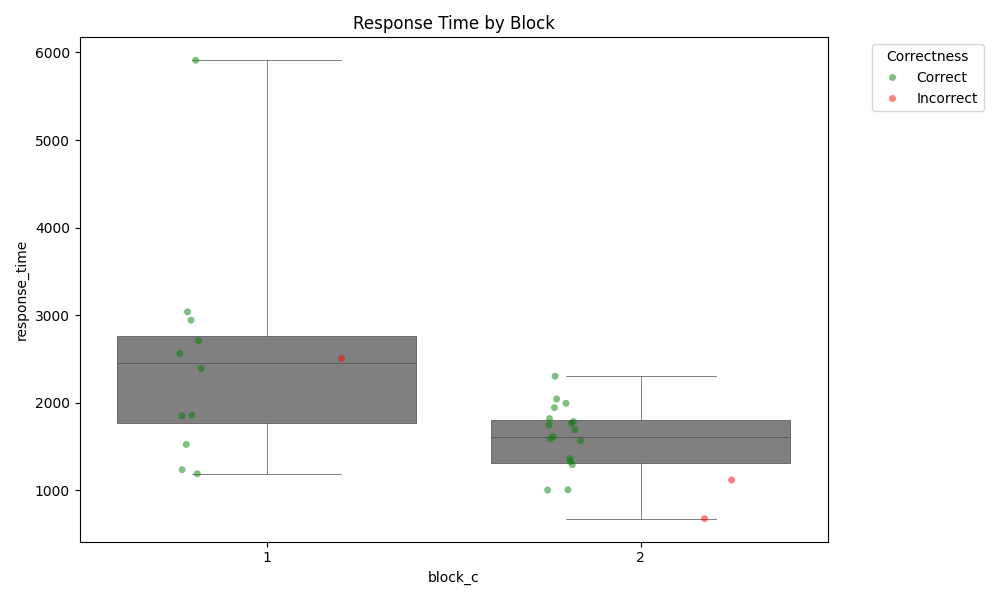 Response Time by Block
6000
5000
4000
3000
2000
1000
response_time
1
2
block_c
Correctness
Correct
Incorrect